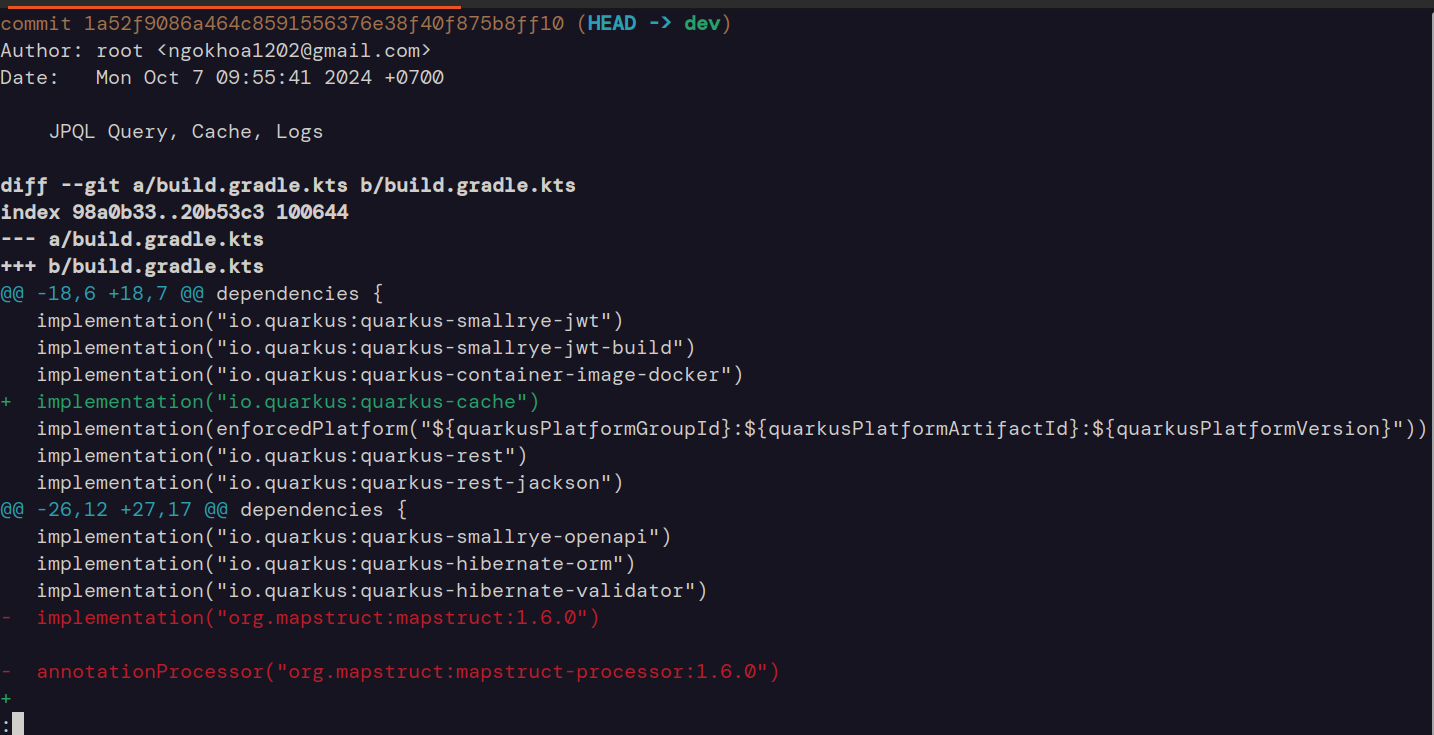 commit 1a52f9086a464c8591556376e38f40f875b8ff10 (HEAD -> dev)
Author: root <ngokhoa1202@gmail.com>
Date:   Mon Oct 7 09:55:41 2024 +0700

    JPQL Query, Cache, Logs

diff --git a/build.gradle.kts b/build.gradle.kts
index 98a0b33..20b53c3 100644
--- a/build.gradle.kts
+++ b/build.gradle.kts
@@ -18,6 +18,7 @@ dependencies {
   implementation("io.quarkus:quarkus-smallrye-jwt")
   implementation("io.quarkus:quarkus-smallrye-jwt-build")
   implementation("io.quarkus:quarkus-container-image-docker")
+  implementation("io.quarkus:quarkus-cache")
   implementation(enforcedPlatform("${quarkusPlatformGroupId}:${quarkusPlatformArtifactId}:${quarkusPlatformVersion}"))
   implementation("io.quarkus:quarkus-rest")
   implementation("io.quarkus:quarkus-rest-jackson")
@@ -26,12 +27,17 @@ dependencies {
   implementation("io.quarkus:quarkus-smallrye-openapi")
   implementation("io.quarkus:quarkus-hibernate-orm")
   implementation("io.quarkus:quarkus-hibernate-validator")
-  implementation("org.mapstruct:mapstruct:1.6.0")

-  annotationProcessor("org.mapstruct:mapstruct-processor:1.6.0")
+
: